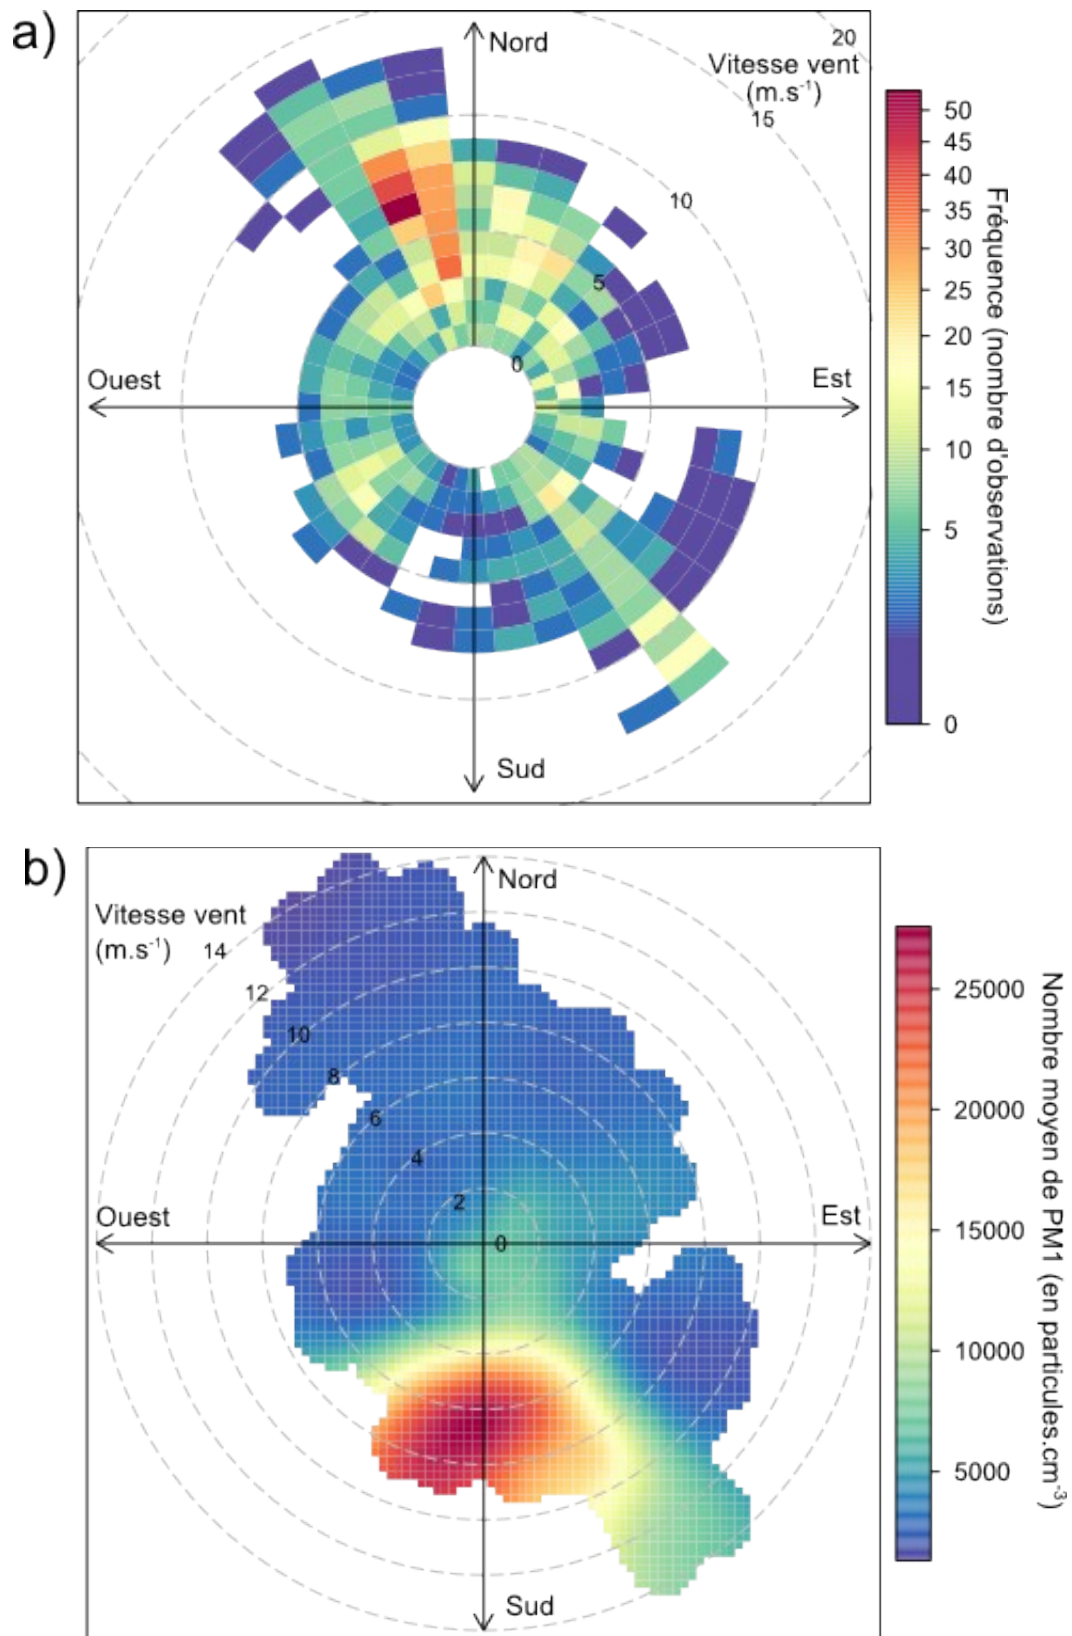 a)
Nord
20
Vitesse vent
(m.s⁻¹)
15
10
5
0
Ouest
Est
Sud
50
45
40
35
30
25
20
15
10
5
0
Fréquence (nombre d'observations)
b)
Nord
Vitesse vent
(m.s⁻¹)
14
12
10
8
6
4
2
0
Ouest
Est
Sud
25000
20000
15000
10000
5000
Nombre moyen de PM1 (en particules.cm⁻³)